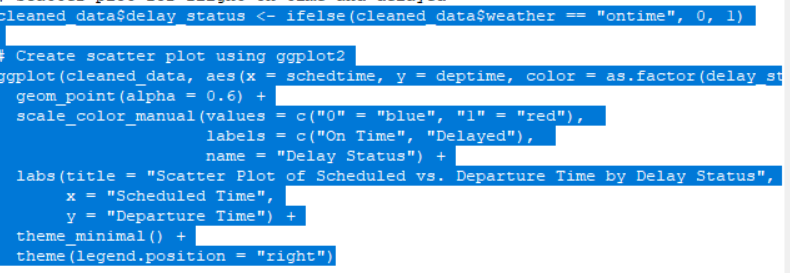 cleaned_data$delay_status <- ifelse(cleaned_data$weather == "ontime", 0, 1)
# Create scatter plot using ggplot2
ggplot(cleaned_data, aes(x = schedtime, y = deptime, color = as.factor(delay_st
  geom_point(alpha = 0.6) +
  scale_color_manual(values = c("0" = "blue", "1" = "red"),
                     labels = c("On Time", "Delayed"),
                     name = "Delay Status") +
  labs(title = "Scatter Plot of Scheduled vs. Departure Time by Delay Status",
       x = "Scheduled Time",
       y = "Departure Time") +
  theme_minimal() +
  theme(legend.position = "right")